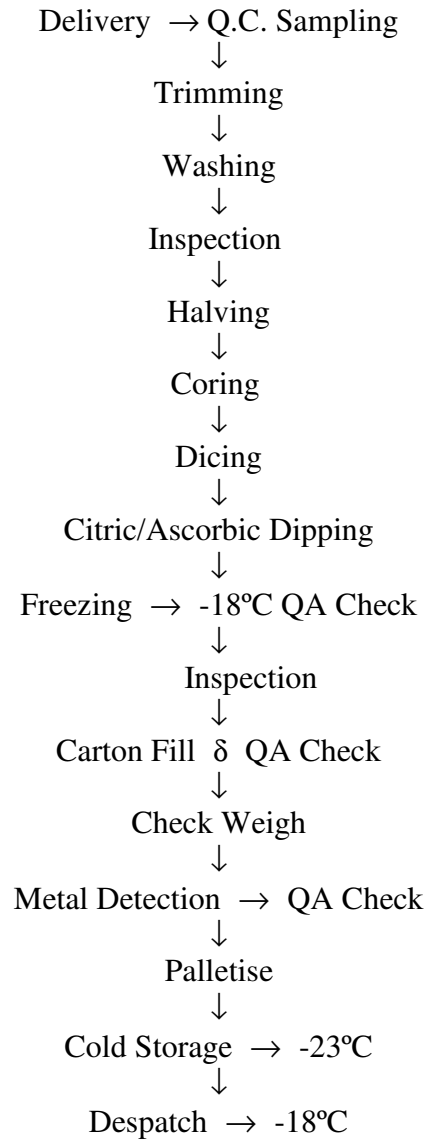 Delivery → Q.C. Sampling
↓
Trimming
↓
Washing
↓
Inspection
↓
Halving
↓
Coring
↓
Dicing
↓
Citric/Ascorbic Dipping
↓
Freezing → -18ºC QA Check
↓
Inspection
↓
Carton Fill δ QA Check
↓
Check Weigh
↓
Metal Detection → QA Check
↓
Palletise
↓
Cold Storage → -23ºC
↓
Despatch → -18ºC